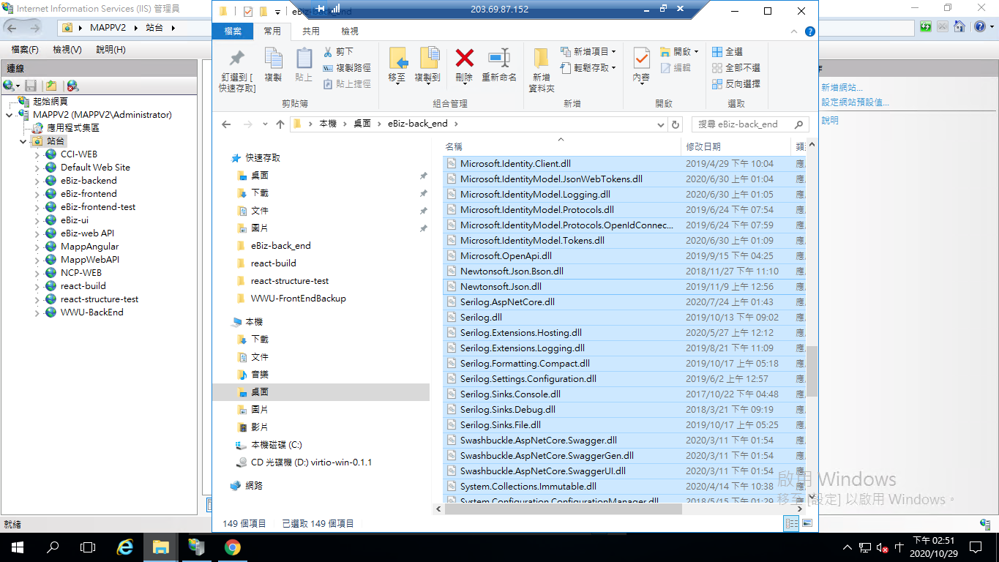 Internet Information Services (IIS) 管理員
MAPPV2
站台
檔案(F)
檢視(V)
說明(H)
連線
起始網頁
MAPPV2 (MAPPV2\Administrator)
應用程式集區
站台
CCI-WEB
Default Web Site
eBiz-backend
eBiz-frontend
eBiz-frontend-test
eBiz-ui
eBiz-web API
MappAngular
MappWebAPI
NCP-WEB
react-build
react-structure-test
WWU-BackEnd
就緒
eBiz-back_end
203.69.87.152
檔案
常用
共用
檢視
釘選到 [
快速存取]
複製
貼上
剪下
複製路徑
貼上捷徑
剪貼簿
移至
複製到
刪除
重新命名
組合管理
新增
資料夾
新增項目
輕鬆存取
新增
內容
開啟
編輯
開啟
全選
全部不選
反向選擇
選取
本機
桌面
eBiz-back_end
搜尋 eBiz-back_end
快速存取
桌面
下載
文件
圖片
eBiz-back_end
react-build
react-structure-test
WWU-FrontEndBackup
本機
下載
文件
音樂
桌面
圖片
影片
本機磁碟 (C:)
CD 光碟機 (D:) virtio-win-0.1.1
網路
名稱 修改日期 類
Microsoft.Identity.Client.dll 2019/4/29 下午 10:04 應
Microsoft.IdentityModel.JsonWebTokens.dll 2020/6/30 上午 01:04 應
Microsoft.IdentityModel.Logging.dll 2020/6/30 上午 01:05 應
Microsoft.IdentityModel.Protocols.dll 2019/6/24 下午 07:54 應
Microsoft.IdentityModel.Protocols.OpenIdConnec... 2019/6/24 下午 07:59 應
Microsoft.IdentityModel.Tokens.dll 2020/6/30 上午 01:09 應
Microsoft.OpenApi.dll 2019/9/15 下午 04:25 應
Newtonsoft.Json.Bson.dll 2018/11/27 下午 11:10 應
Newtonsoft.Json.dll 2019/11/9 上午 12:56 應
Serilog.AspNetCore.dll 2020/7/24 上午 01:43 應
Serilog.dll 2019/10/13 下午 09:02 應
Serilog.Extensions.Hosting.dll 2020/5/27 上午 12:12 應
Serilog.Extensions.Logging.dll 2019/8/21 下午 11:09 應
Serilog.Formatting.Compact.dll 2019/10/17 上午 05:18 應
Serilog.Settings.Configuration.dll 2019/6/2 上午 12:57 應
Serilog.Sinks.Console.dll 2017/10/22 上午 04:48 應
Serilog.Sinks.Debug.dll 2018/3/21 下午 09:19 應
Serilog.Sinks.File.dll 2019/10/17 上午 05:25 應
Swashbuckle.AspNetCore.Swagger.dll 2020/3/11 下午 01:54 應
Swashbuckle.AspNetCore.SwaggerGen.dll 2020/3/11 下午 01:54 應
Swashbuckle.AspNetCore.SwaggerUI.dll 2020/3/11 下午 01:54 應
System.Collections.Immutable.dll 2020/4/14 下午 10:38 應
System.Configuration.ConfigurationManager.dll 2018/5/15 下午 01:29 應
149 個項目 已選取 149 個項目
新增網站...
設定網站預設值...
說明
啟用 Windows
移至 [設定] 以啟用 Windows。
中
下午 02:51
2020/10/29